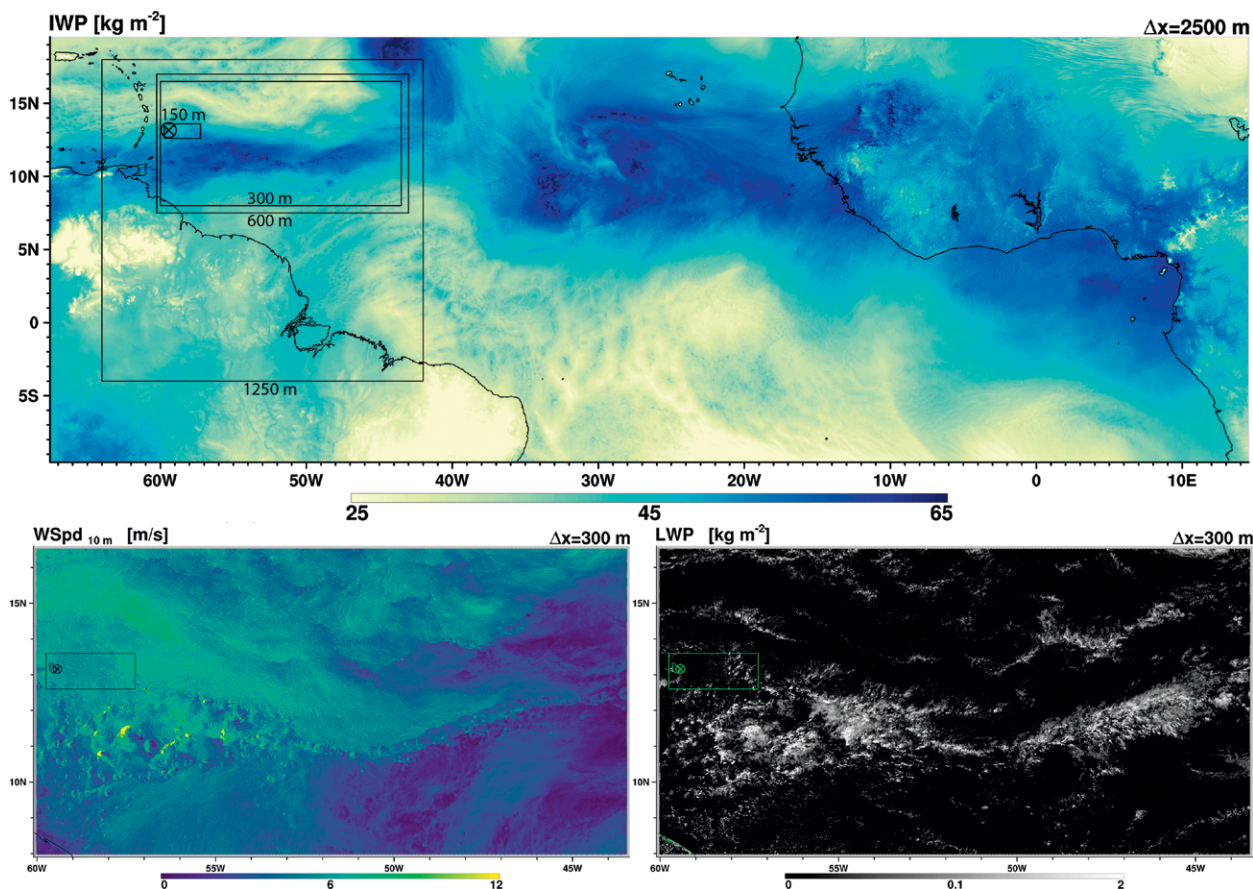 IWP [kg m⁻²] Δx=2500 m
15N
10N
5N
0
5S
150 m
300 m
600 m
1250 m
60W 50W 40W 30W 20W 10W 0 10E
25 45 65
WSpd 10 m [m/s] Δx=300 m
15N
10N
60W 55W 50W 45W
0 6 12
LWP [kg m⁻²] Δx=300 m
15N
10N
60W 55W 50W 45W
0 0.1 2